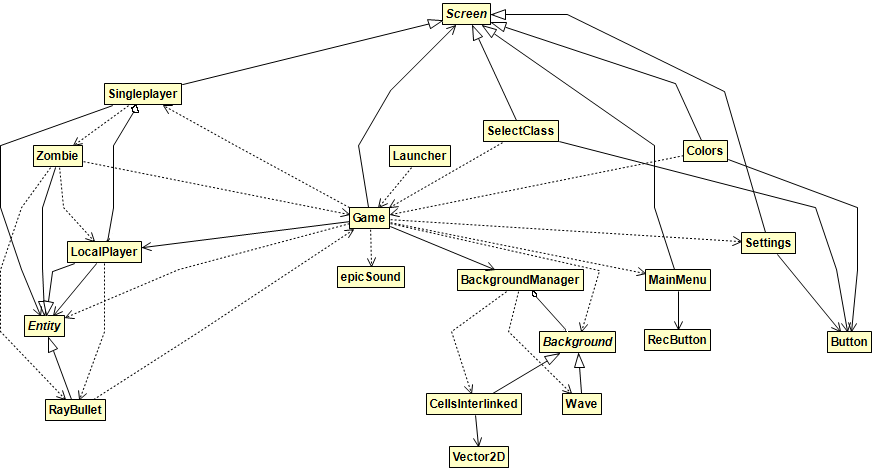 Screen
Singleplayer
SelectClass
Colors
Zombie
Launcher
Game
Settings
LocalPlayer
epicSound
BackgroundManager
MainMenu
Entity
Background
RecButton
Button
RayBullet
CellsInterlinked
Wave
Vector2D